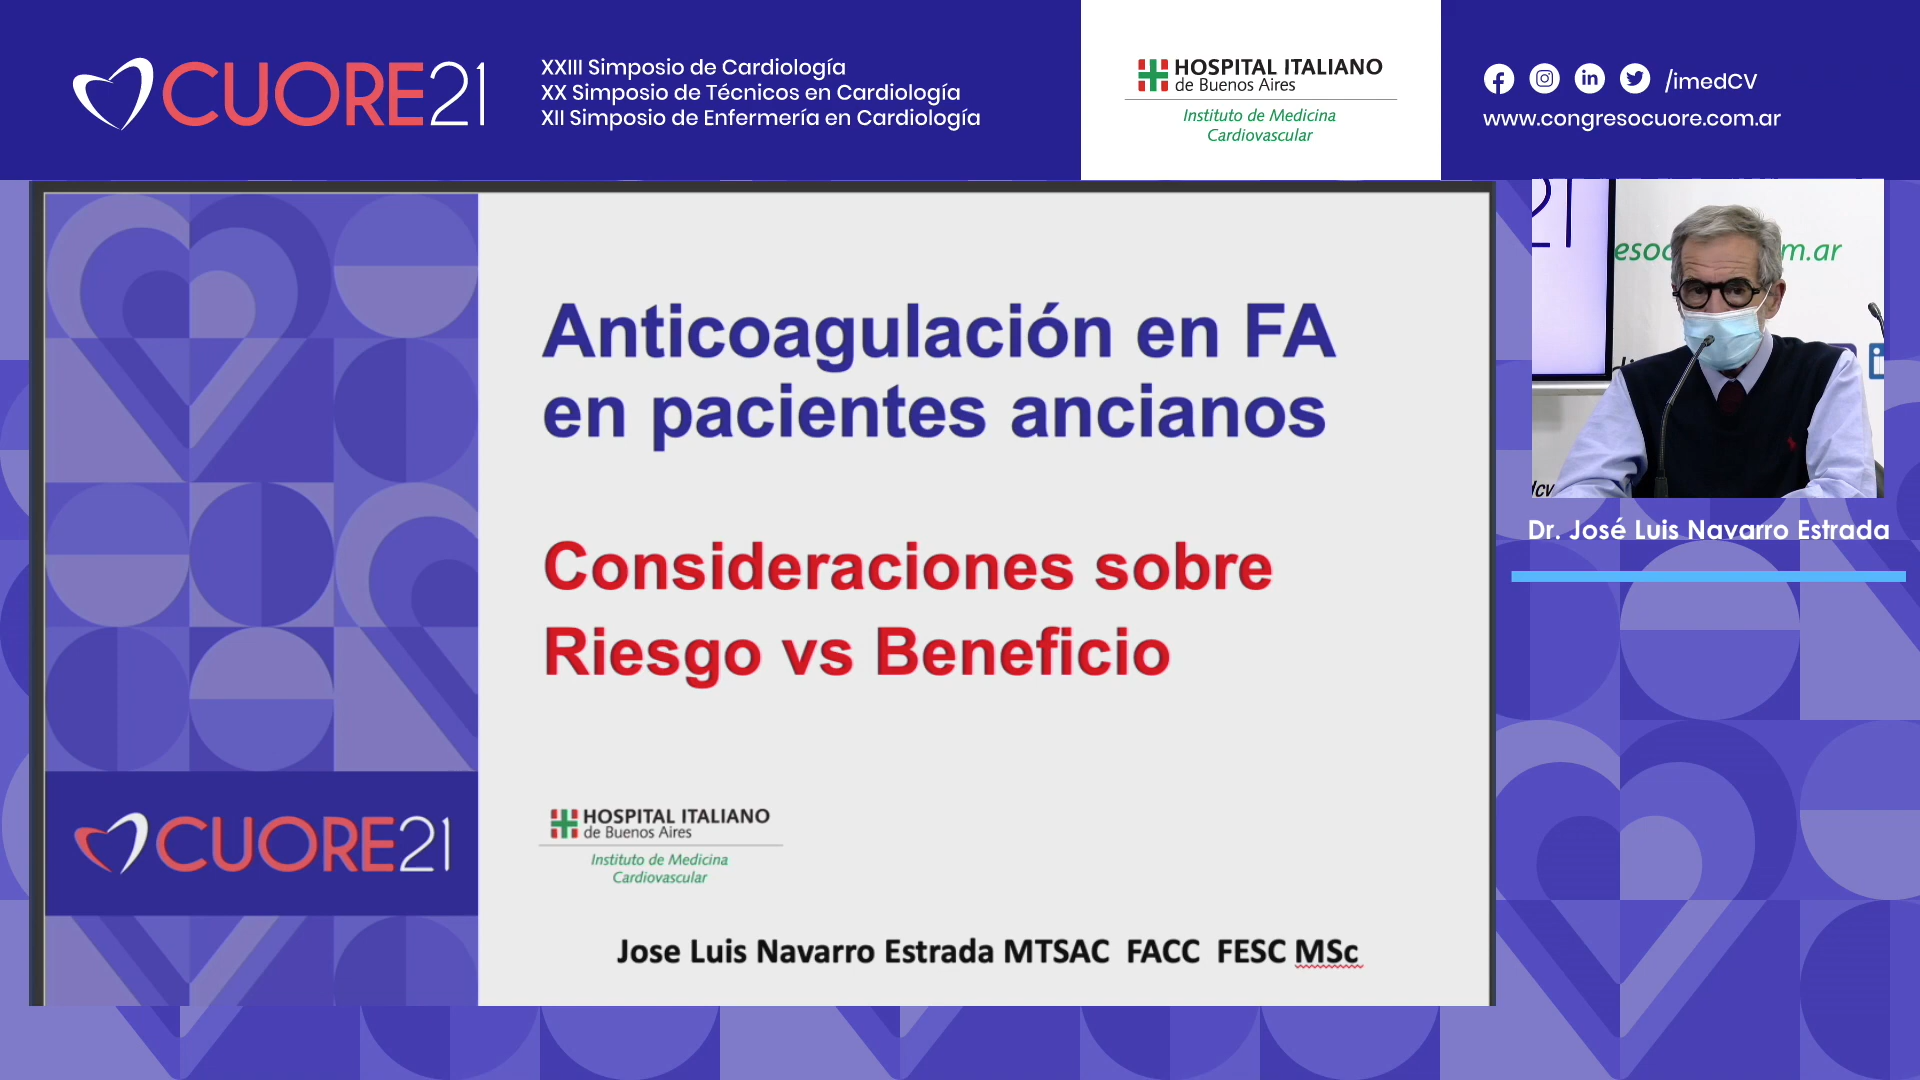 CUORE21
XXIII Simposio de Cardiología
XX Simposio de Técnicos en Cardiología
XII Simposio de Enfermería en Cardiología
HOSPITAL ITALIANO
de Buenos Aires
Instituto de Medicina
Cardiovascular
/imedCV
www.congresocuore.com.ar
Anticoagulación en FA
en pacientes ancianos
Consideraciones sobre
Riesgo vs Beneficio
HOSPITAL ITALIANO
de Buenos Aires
Instituto de Medicina
Cardiovascular
CUORE21
Jose Luis Navarro Estrada MTSAC FACC FESC MSc
21
m.ar
Dr. José Luis Navarro Estrada